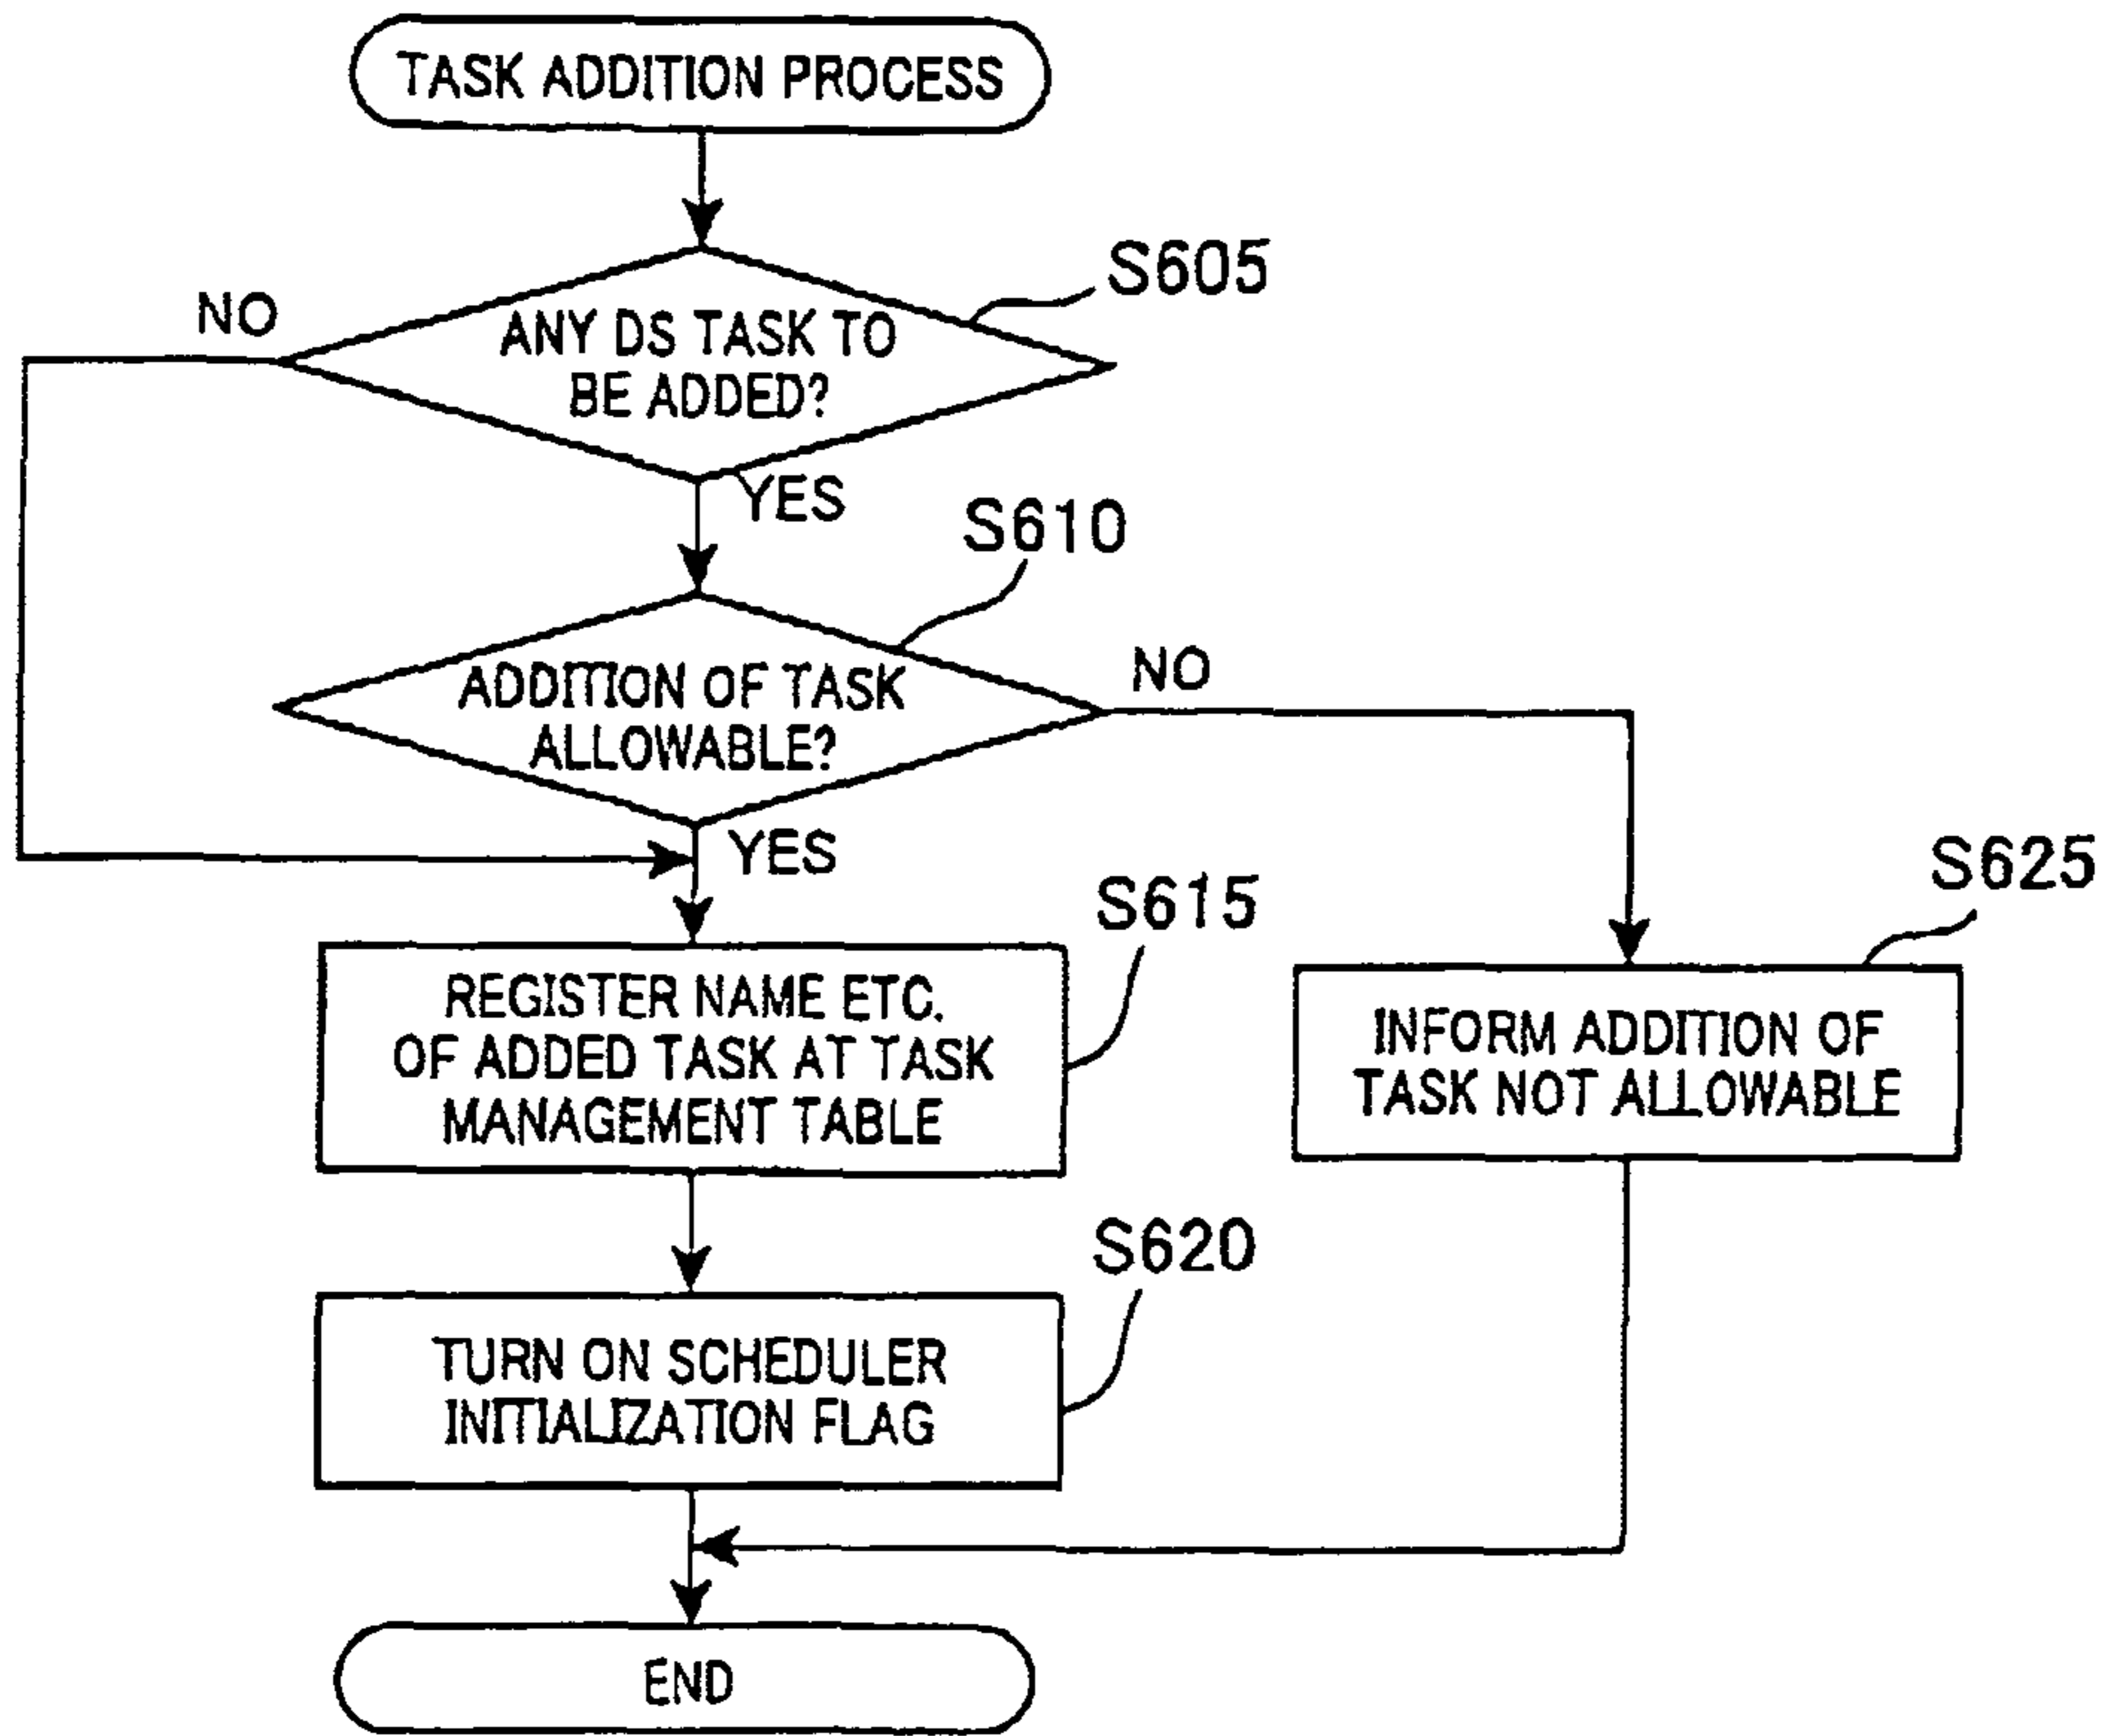 TASK ADDITION PROCESS
S605
NO
ANY DS TASK TO
BE ADDED?
YES
S610
ADDITION OF TASK
ALLOWABLE?
NO
YES
S615
REGISTER NAME ETC.
OF ADDED TASK AT TASK
MANAGEMENT TABLE
S625
INFORM ADDITION OF
TASK NOT ALLOWABLE
S620
TURN ON SCHEDULER
INITIALIZATION FLAG
END